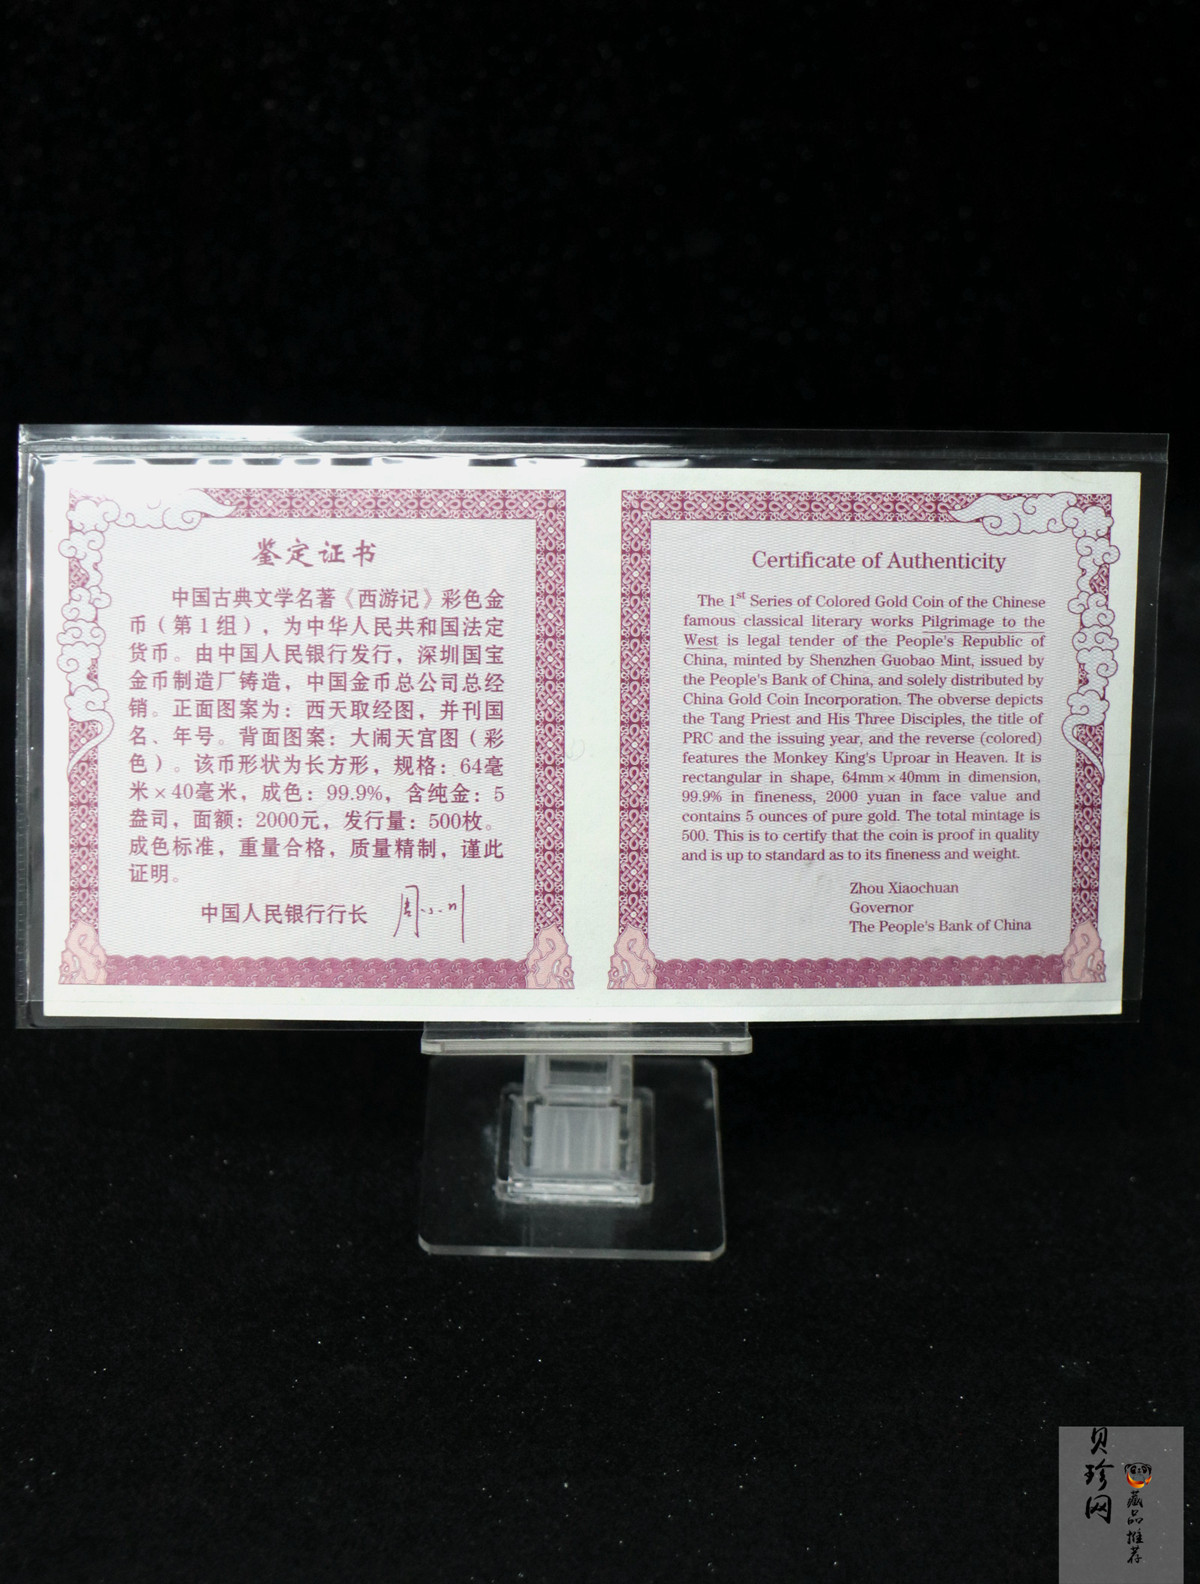 鉴定证书
中国古典文学名著《西游记》彩色金
币（第1组），为中华人民共和国法定
货币。由中国人民银行发行，深圳国宝
金币制造厂铸造，中国金币总公司总经
销。正面图案为：西天取经图，并刊国
名、年号。背面图案：大闹天宫图（彩
色）。该币形状为长方形，规格：64毫
米×40毫米，成色：99.9%，含纯金：5
盎司，面额：2000元，发行量：500枚。
成色标准，重量合格，质量精制，谨此
证明。
中国人民银行行长 周小川
Certificate of Authenticity
The 1st Series of Colored Gold Coin of the Chinese
famous classical literary works Pilgrimage to the
West is legal tender of the People's Republic of
China, minted by Shenzhen Guobao Mint, issued by
the People's Bank of China, and solely distributed by
China Gold Coin Incorporation. The obverse depicts
the Tang Priest and His Three Disciples, the title of
PRC and the issuing year, and the reverse (colored)
features the Monkey King's Uproar in Heaven. It is
rectangular in shape, 64mm×40mm in dimension,
99.9% in fineness, 2000 yuan in face value and
contains 5 ounces of pure gold. The total mintage is
500. This is to certify that the coin is proof in quality
and is up to standard as to its fineness and weight.
Zhou Xiaochuan
Governor
The People's Bank of China
贝珍网
藏品推荐